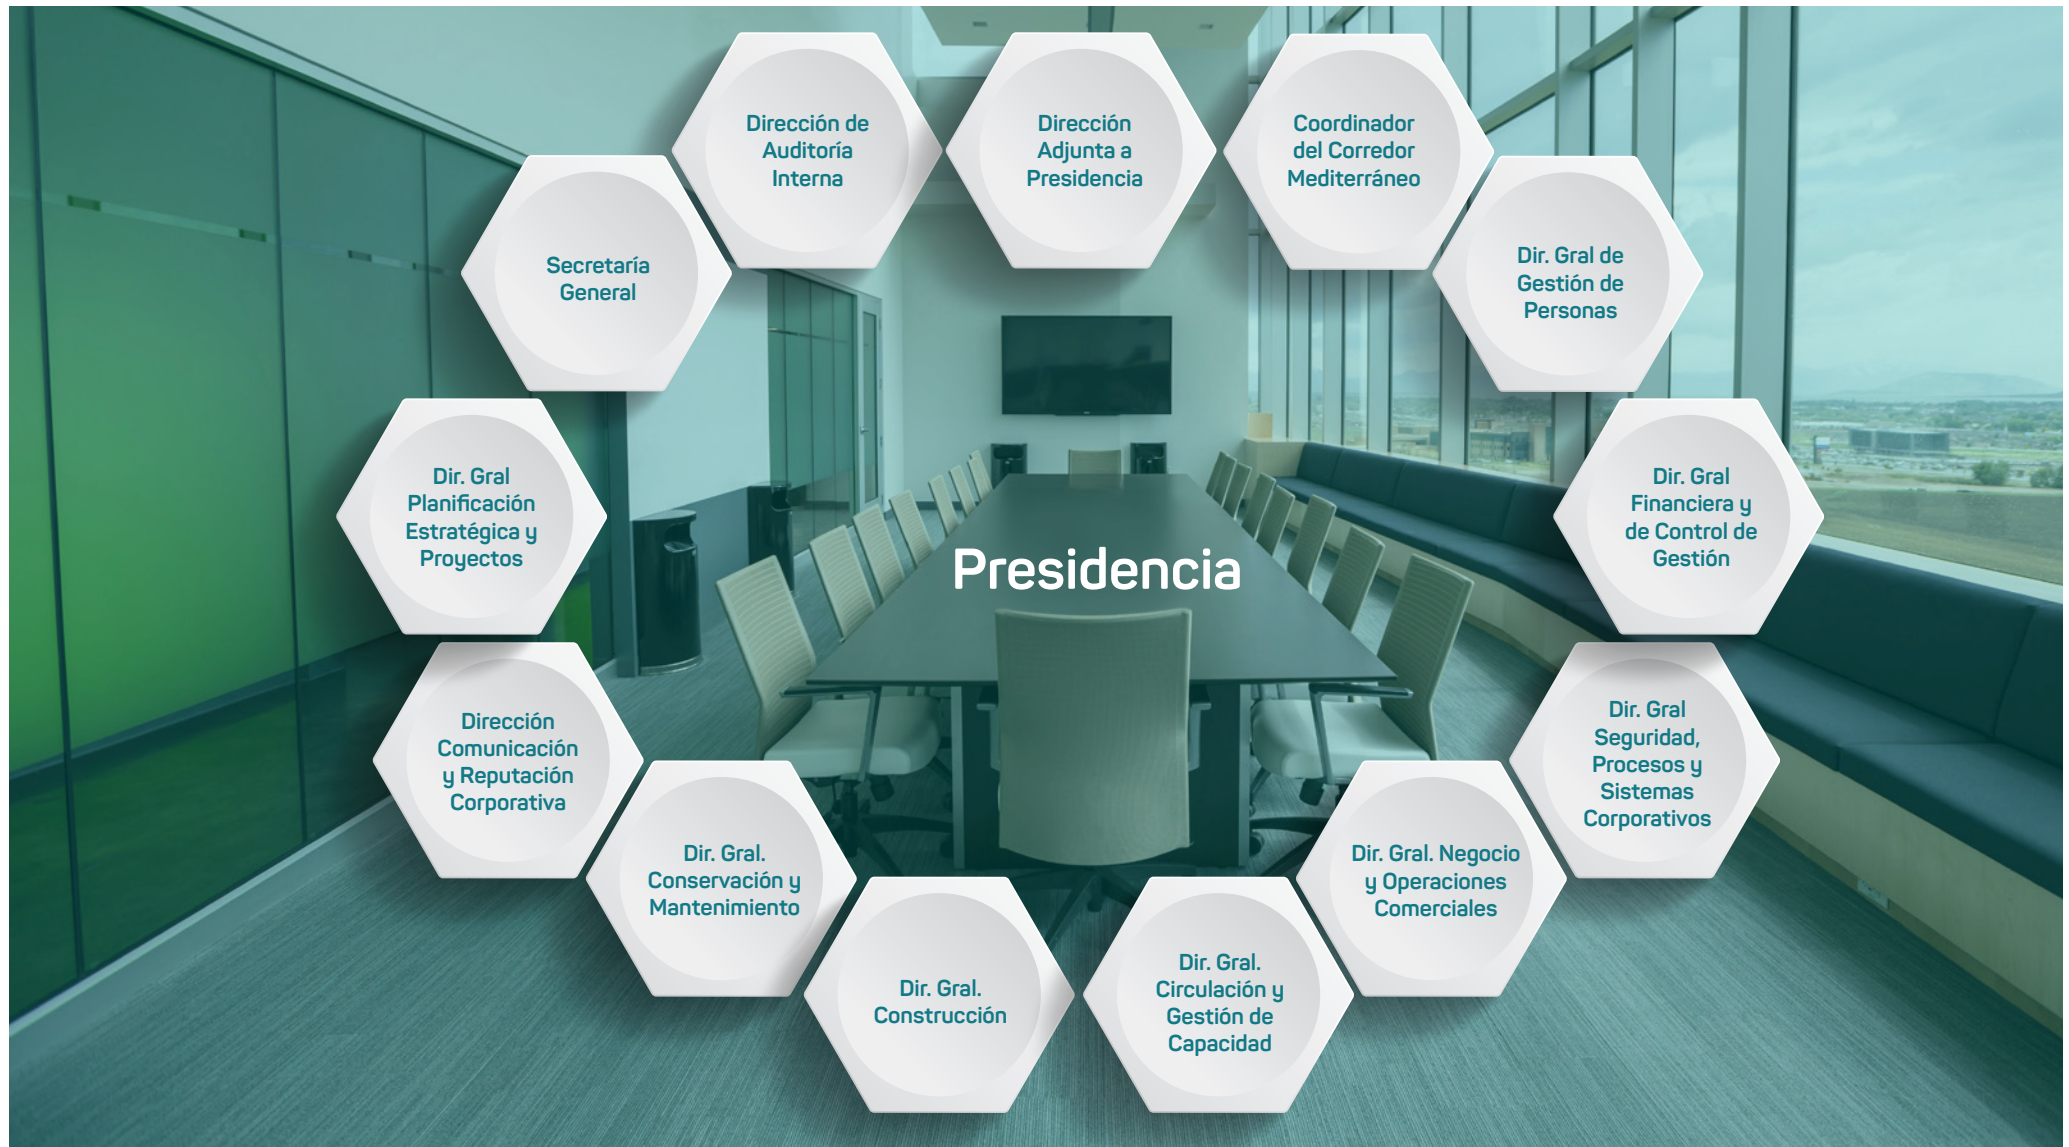 Dirección de
Auditoría
Interna
Dirección
Adjunta a
Presidencia
Coordinador
del Corredor
Mediterráneo
Secretaría
General
Dir. Gral de
Gestión de
Personas
Dir. Gral
Planificación
Estratégica y
Proyectos
Dir. Gral
Financiera y
de Control de
Gestión
Presidencia
Dirección
Comunicación
y Reputación
Corporativa
Dir. Gral
Seguridad,
Procesos y
Sistemas
Corporativos
Dir. Gral.
Conservación y
Mantenimiento
Dir. Gral. Negocio
y Operaciones
Comerciales
Dir. Gral.
Construcción
Dir. Gral.
Circulación y
Gestión de
Capacidad